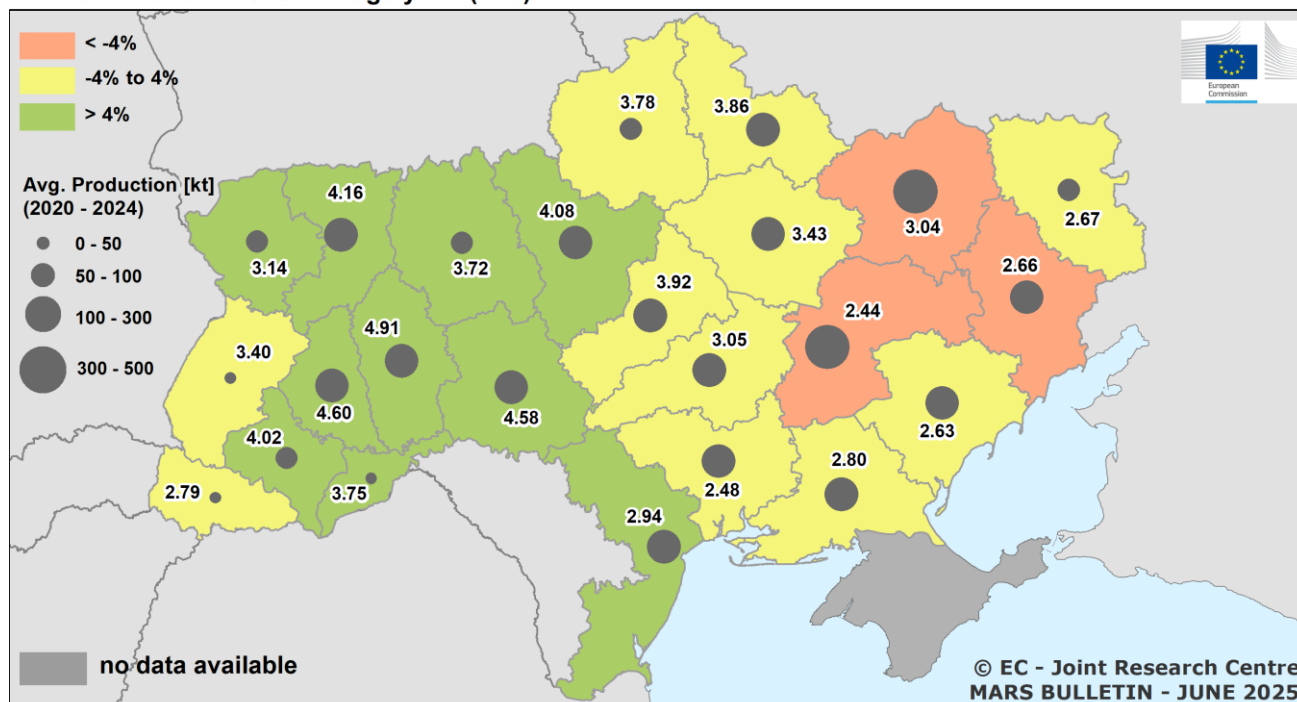 < -4%
-4% to 4%
> 4%
Avg. Production [kt]
(2020 - 2024)
0 - 50
50 - 100
100 - 300
300 - 500
European
Commission
3.78
3.86
4.16
4.08
3.04
2.67
3.14
3.72
3.43
2.66
3.92
4.91
2.44
3.40
3.05
4.60
4.58
2.63
4.02
2.80
2.79
3.75
2.48
2.94
no data available
© EC - Joint Research Centre
MARS BULLETIN - JUNE 2025